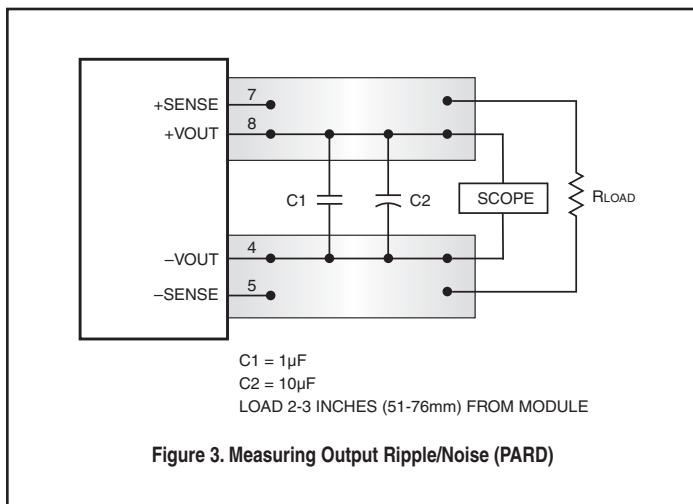 +SENSE 7
+VOUT 8
C1 C2 SCOPE RLOAD
–VOUT 4
–SENSE 5
C1 = 1µF
C2 = 10µF
LOAD 2-3 INCHES (51-76mm) FROM MODULE
Figure 3. Measuring Output Ripple/Noise (PARD)